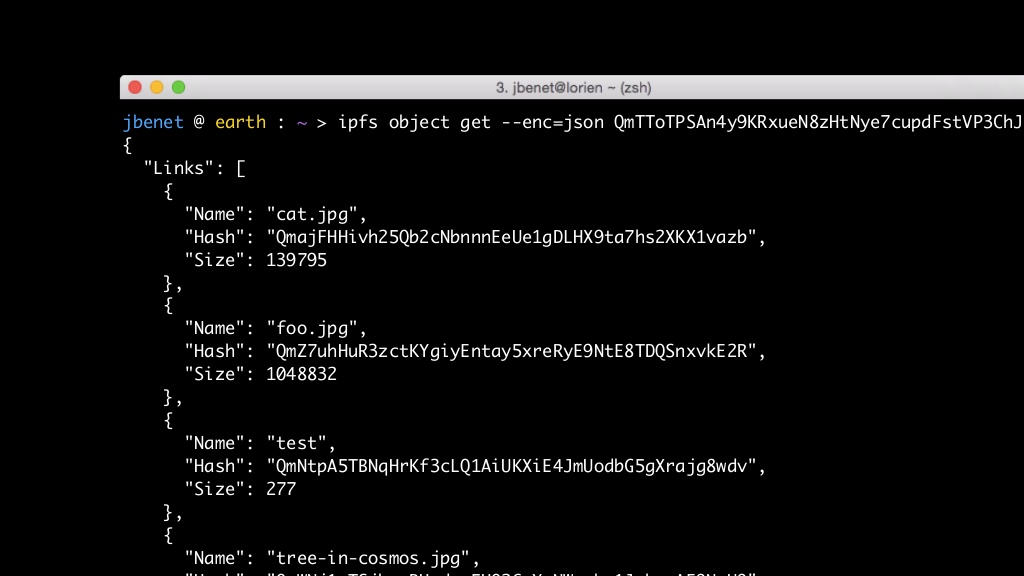 3. jbenet@lorien ~ (zsh)
jbenet @ earth : ~ > ipfs object get --enc=json QmTToTPSAn4y9KRxueN8zHtNye7cupdFstVP3ChJ
{
"Links": [
{
"Name": "cat.jpg",
"Hash": "QmajFHHivh25Qb2cNbnnnEeUe1gDLHX9ta7hs2XKX1vazb",
"Size": 139795
},
{
"Name": "foo.jpg",
"Hash": "QmZ7uhHuR3zctKYgiyEntay5xreRyE9NtE8TDQSnxvkE2R",
"Size": 1048832
},
{
"Name": "test",
"Hash": "QmNtpA5TBNqHrKf3cLQ1AiUKXiE4JmUodbG5gXrajg8wdv",
"Size": 277
},
{
"Name": "tree-in-cosmos.jpg",